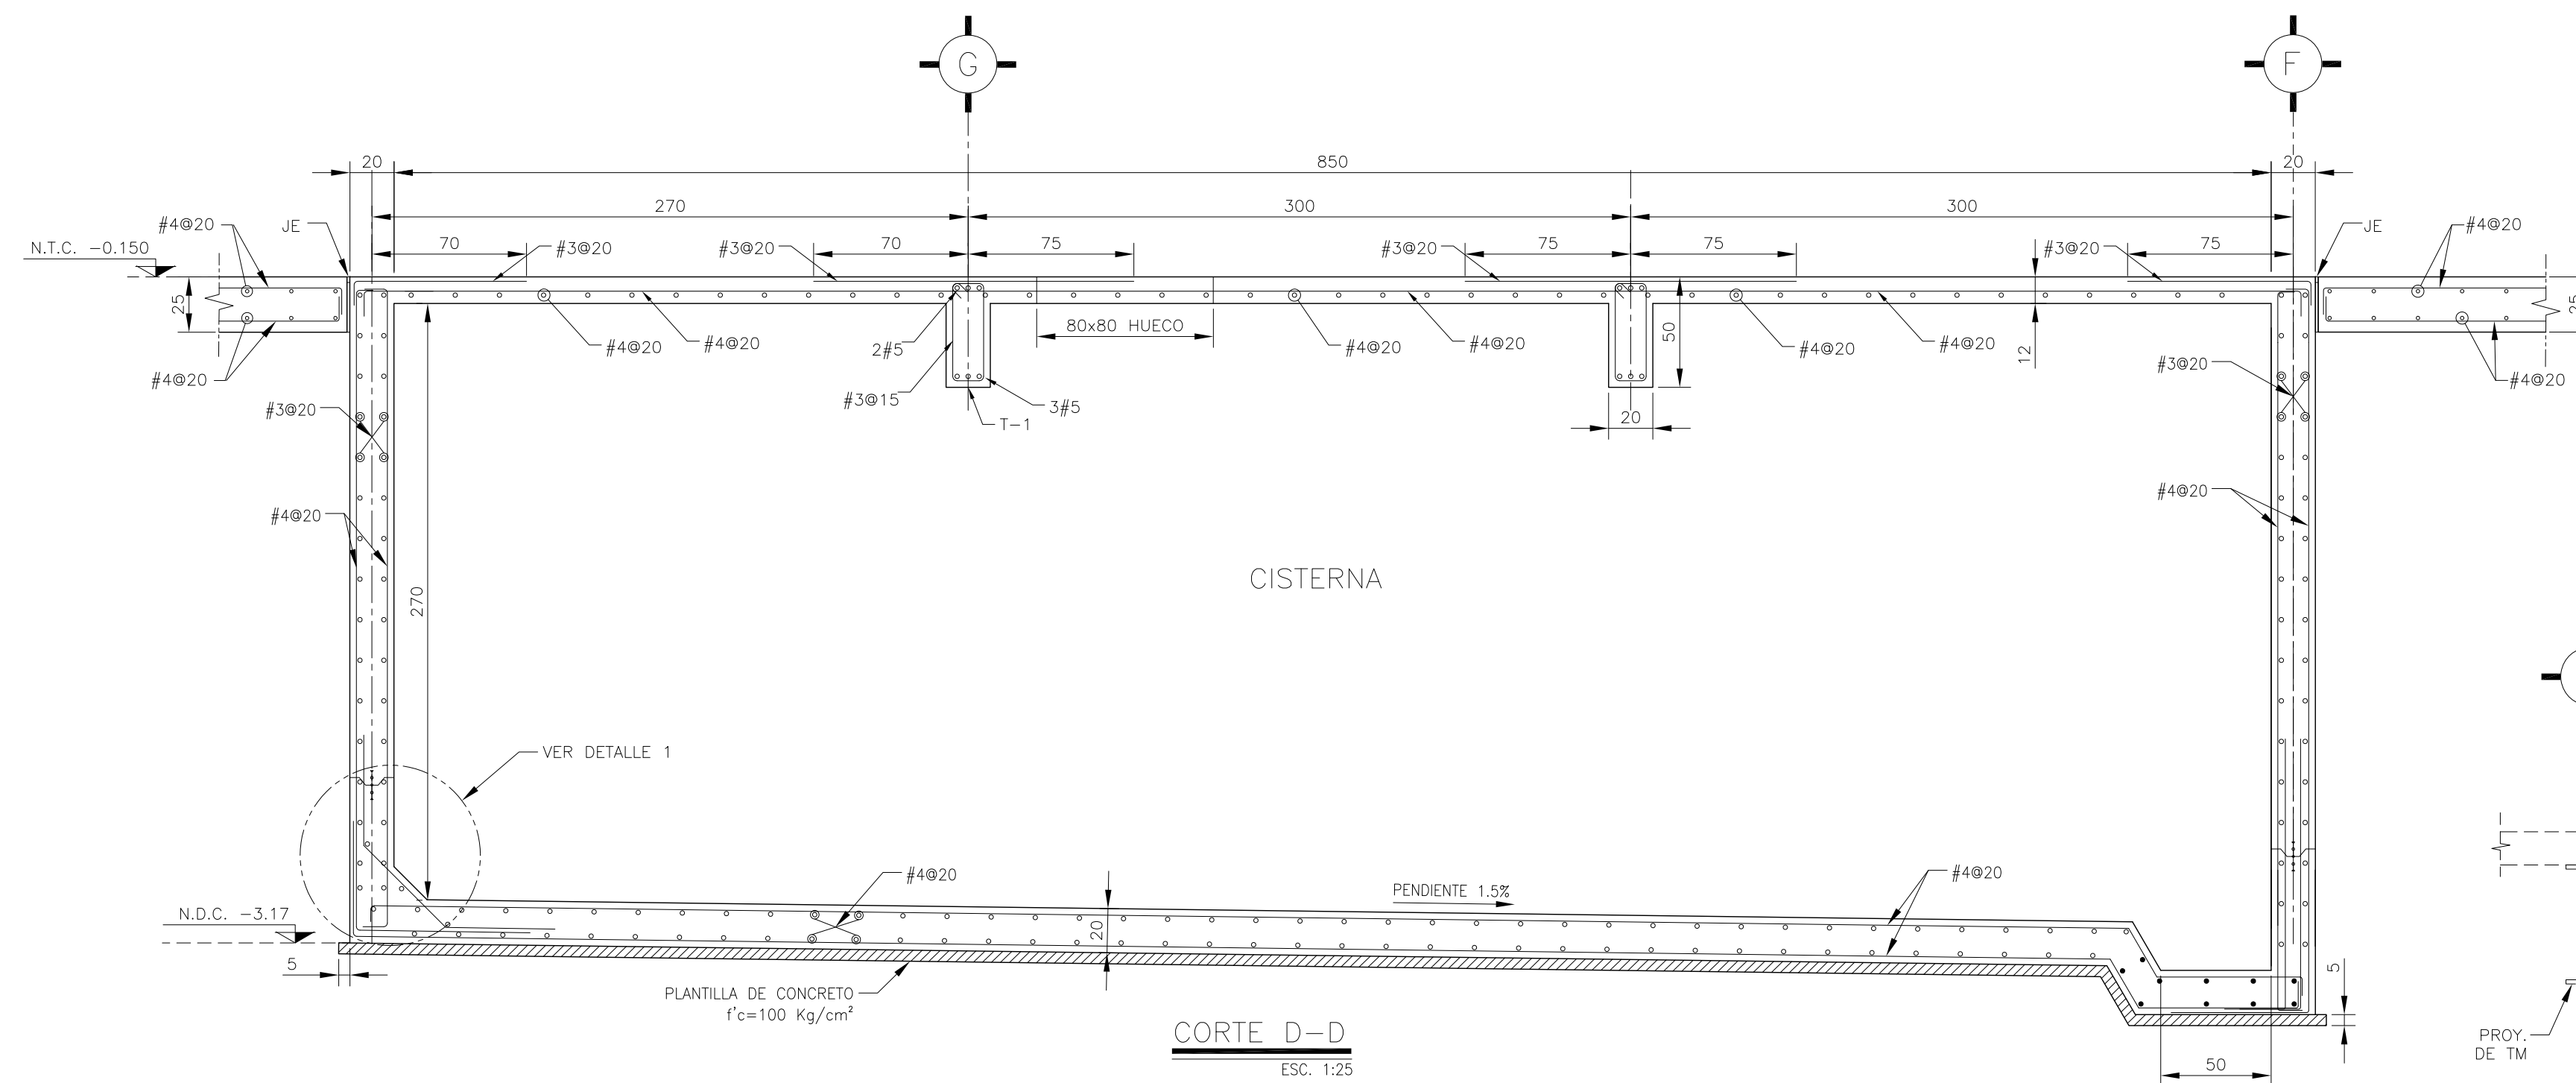 G
F
20
850
20
270
300
300
#4@20
JE
70
#3@20
#3@20
70
75
#3@20
75
75
#3@20
75
JE
#4@20
N.T.C. -0.150
25
25
80x80 HUECO
50
12
#4@20
#4@20
2#5
#4@20
#4@20
#4@20
#4@20
#3@20
#4@20
#4@20
#3@20
#3@15
3#5
T-1
20
#4@20
#4@20
270
CISTERNA
VER DETALLE 1
#4@20
PENDIENTE 1.5%
#4@20
N.D.C. -3.17
20
5
5
PLANTILLA DE CONCRETO
f'c=100 Kg/cm²
CORTE D-D
ESC. 1:25
50
PROY.
DE TM